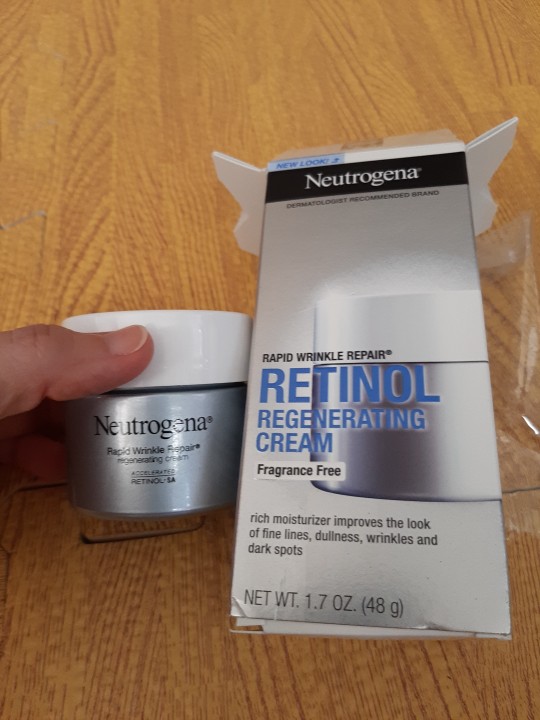 NEW LOOK!
Neutrogena®
DERMATOLOGIST RECOMMENDED BRAND
RAPID WRINKLE REPAIR®
RETINOL
REGENERATING
CREAM
Fragrance Free
rich moisturizer improves the look
of fine lines, dullness, wrinkles and
dark spots
NET WT. 1.7 OZ. (48 g)
Neutrogena®
Rapid Wrinkle Repair®
regenerating cream
ACCELERATED
RETINOL·SA